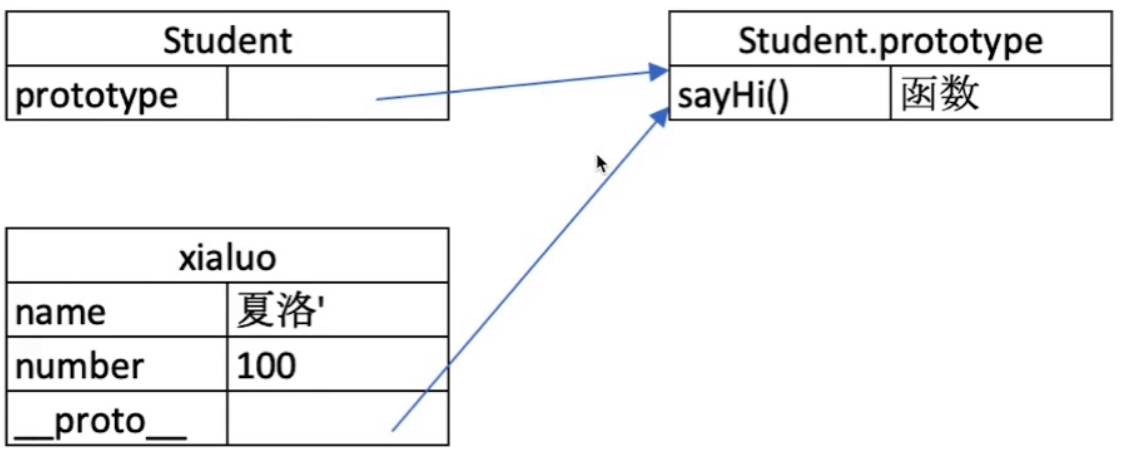 Student
prototype
Student.prototype
sayHi() 函数
xialuo
name 夏洛'
number 100
__proto__